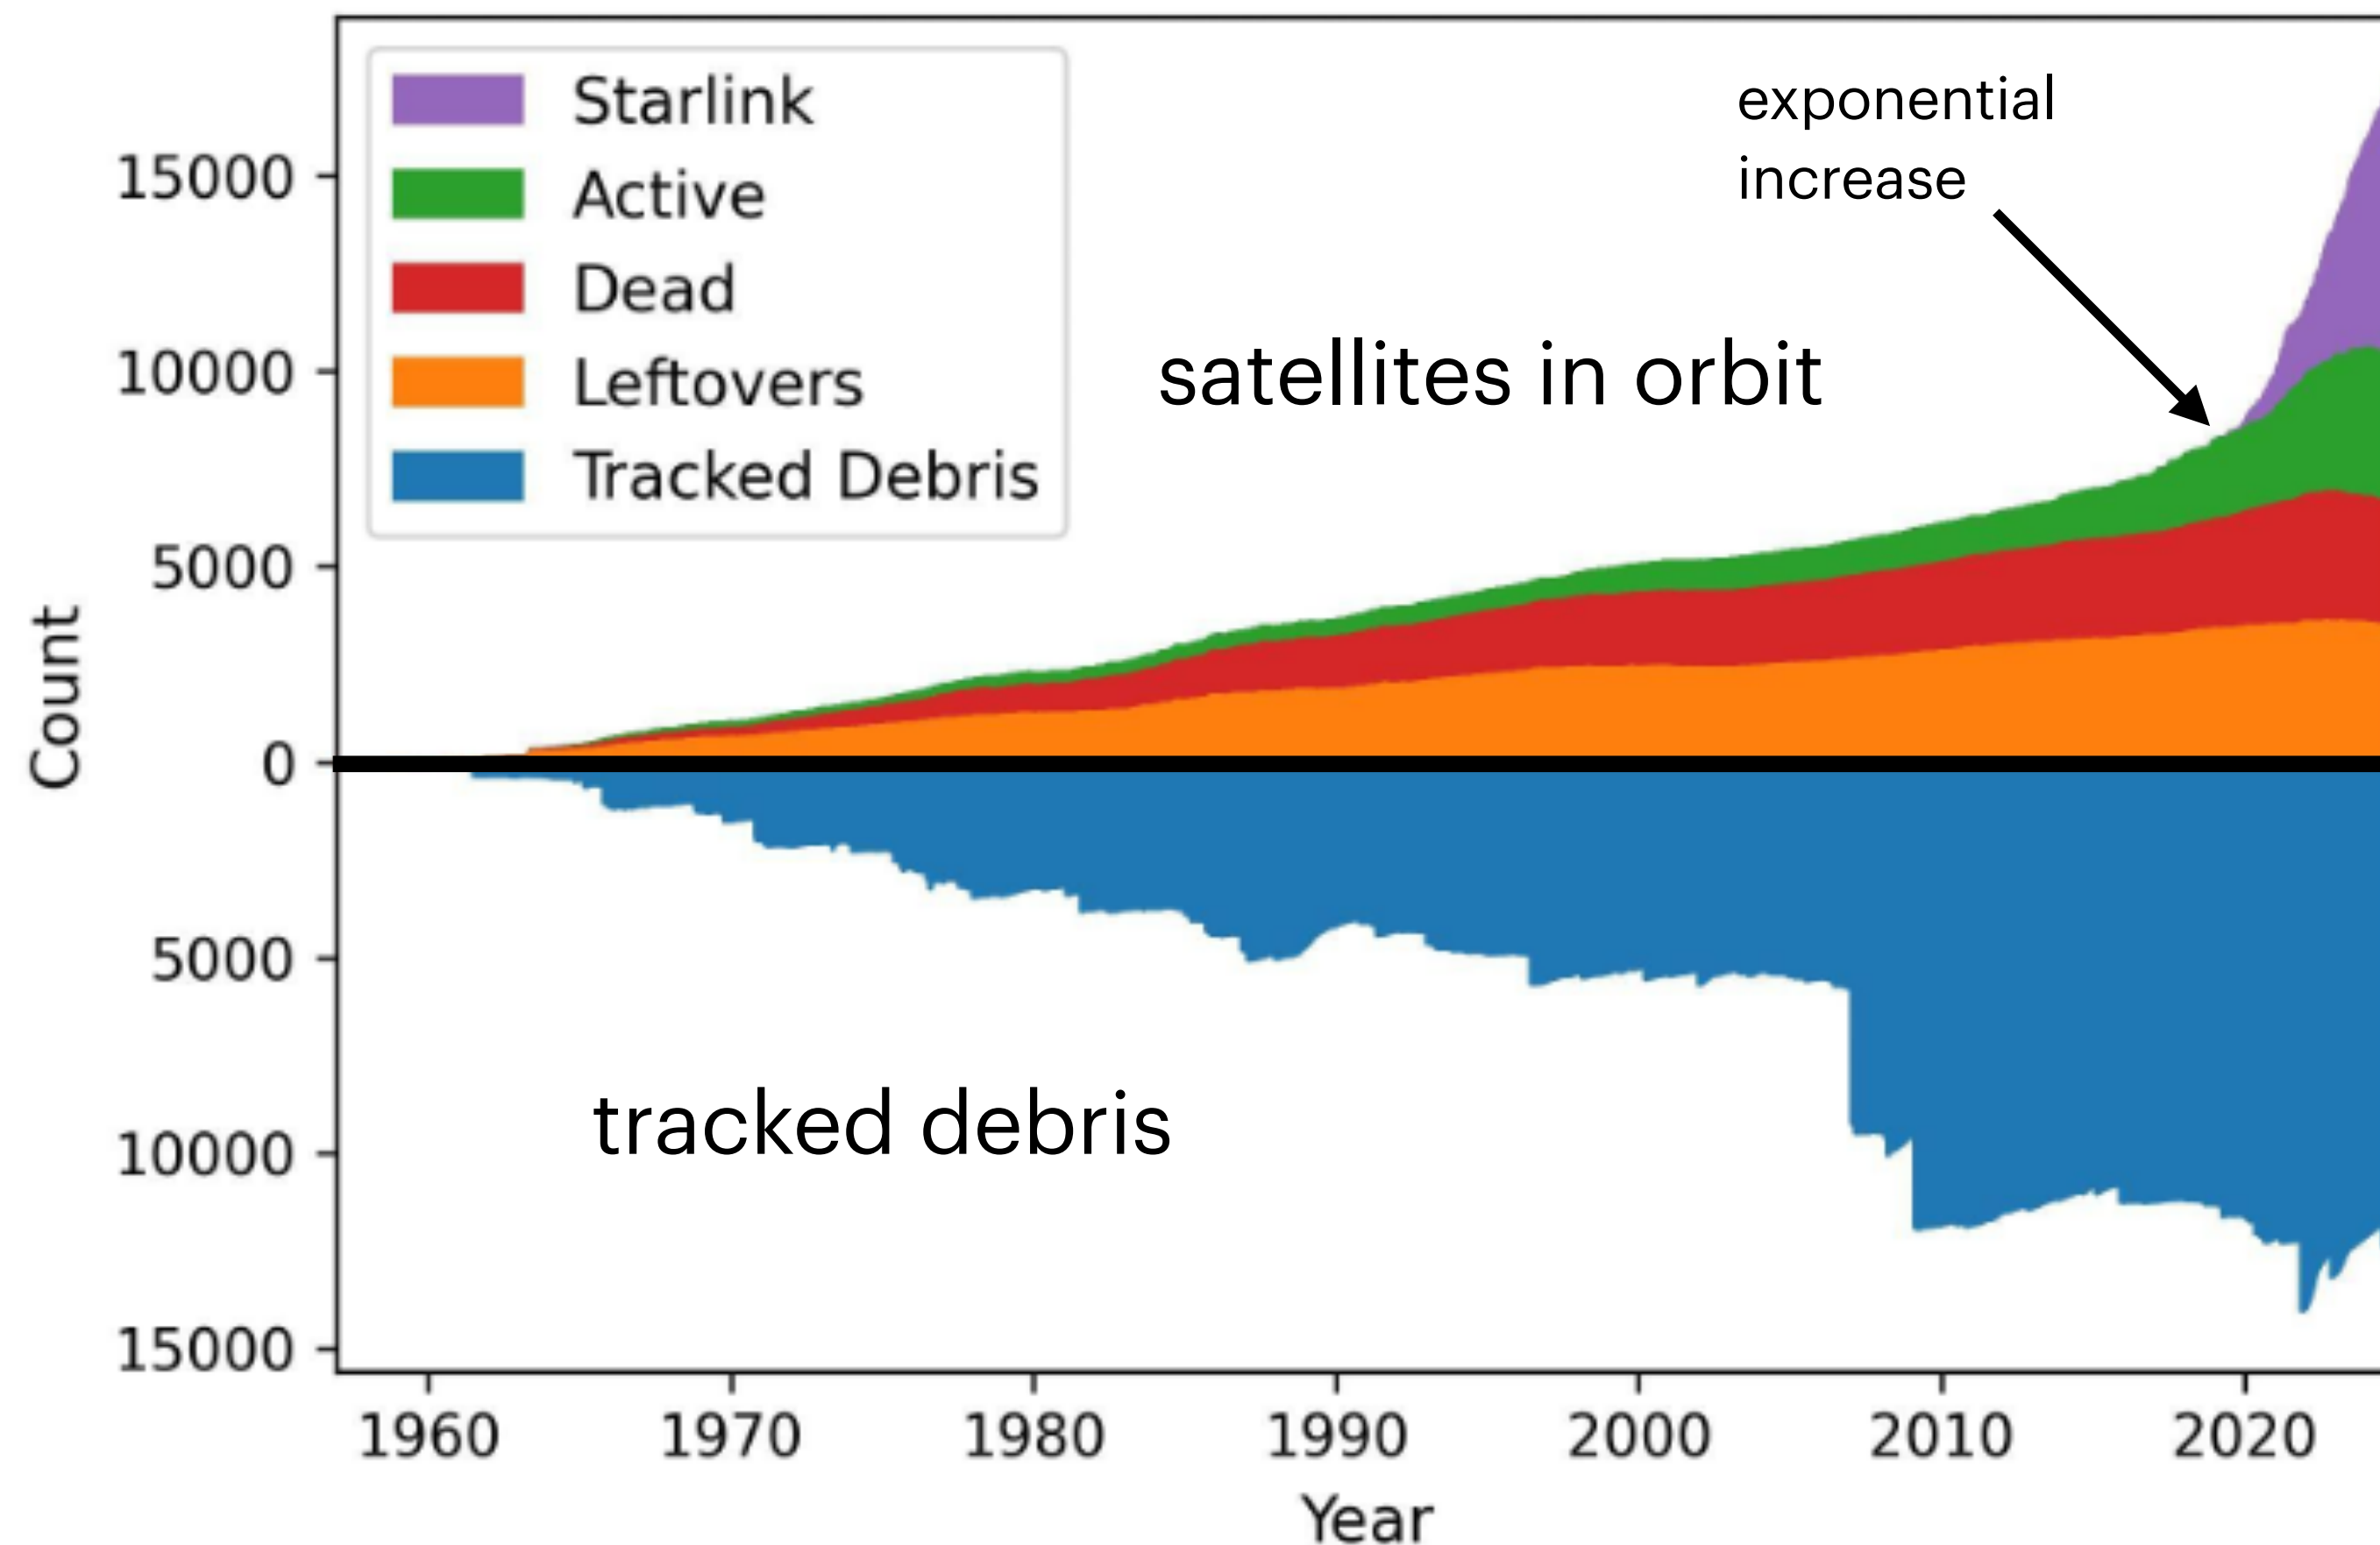 Starlink
Active
Dead
Leftovers
Tracked Debris
exponential
increase
satellites in orbit
tracked debris
Count
15000
10000
5000
0
5000
10000
15000
1960 1970 1980 1990 2000 2010 2020
Year